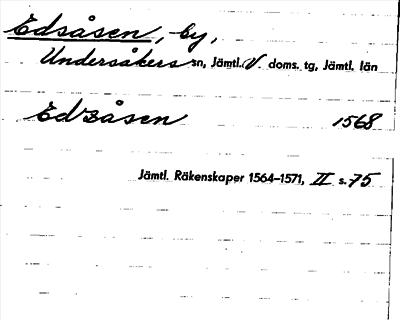 Edsåsen, by,
Undersåkers sn, Jämtl. V. doms. tg, Jämtl. län
Edzåsen 1568
Jämtl. Räkenskaper 1564-1571, II s. 75